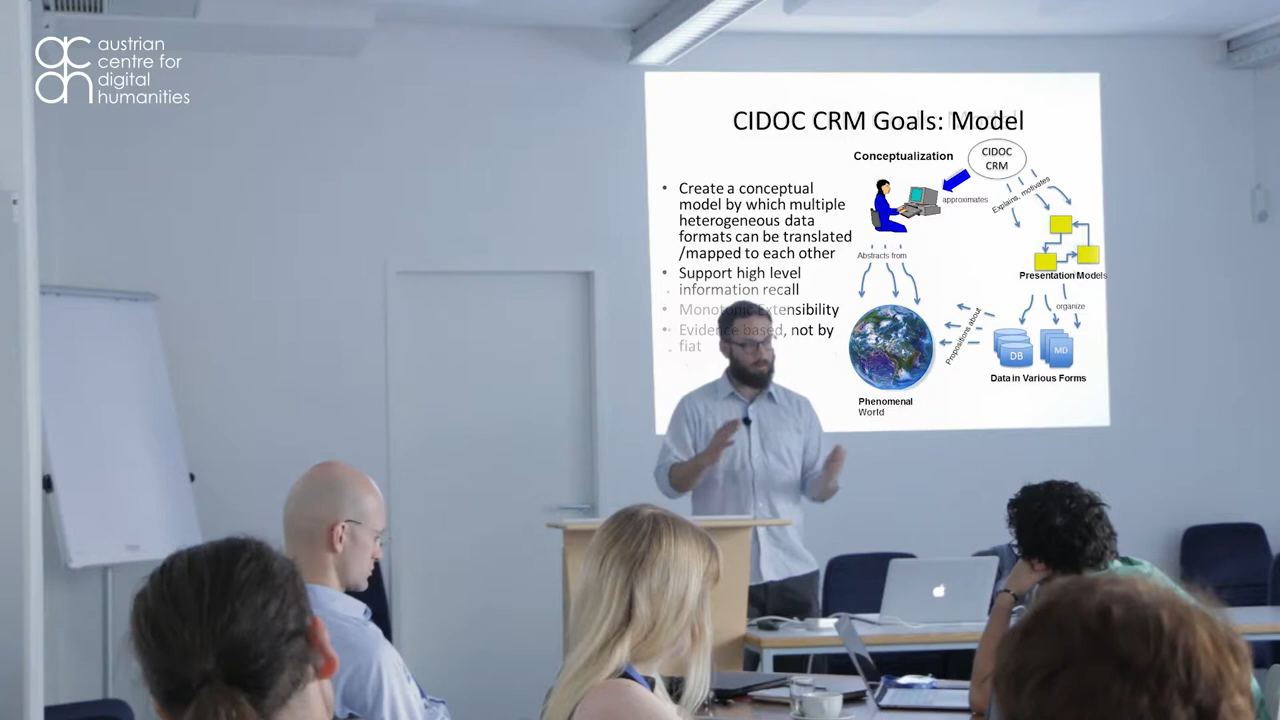 austrian
centre for
digital
humanities
CIDOC CRM Goals: Model
Conceptualization
CIDOC
CRM
• Create a conceptual
model by which multiple
heterogeneous data
formats can be translated
/mapped to each other
• Support high level
information recall
• Monotonic Extensibility
• Evidence based, not by
fiat
approximates
Explains, motivates
Abstracts from
Presentation Models
organize
Propositions about
DB
MD
Data in Various Forms
Phenomenal
World